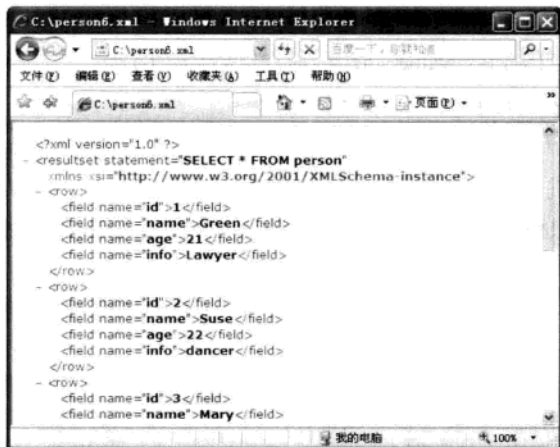 C:\person6.xml - Windows Internet Explorer
C:\person6.xml
百度一下，你就知道
文件(F) 编辑(E) 查看(V) 收藏夹(A) 工具(T) 帮助(H)
C:\person6.xml
页面(P)
»
<?xml version="1.0" ?>
- <resultset statement="SELECT * FROM person"
xmlns:xsi="http://www.w3.org/2001/XMLSchema-instance">
- <row>
<field name="id">1</field>
<field name="name">Green</field>
<field name="age">21</field>
<field name="info">Lawyer</field>
</row>
- <row>
<field name="id">2</field>
<field name="name">Suse</field>
<field name="age">22</field>
<field name="info">dancer</field>
</row>
- <row>
<field name="id">3</field>
<field name="name">Mary</field>
我的电脑
100%